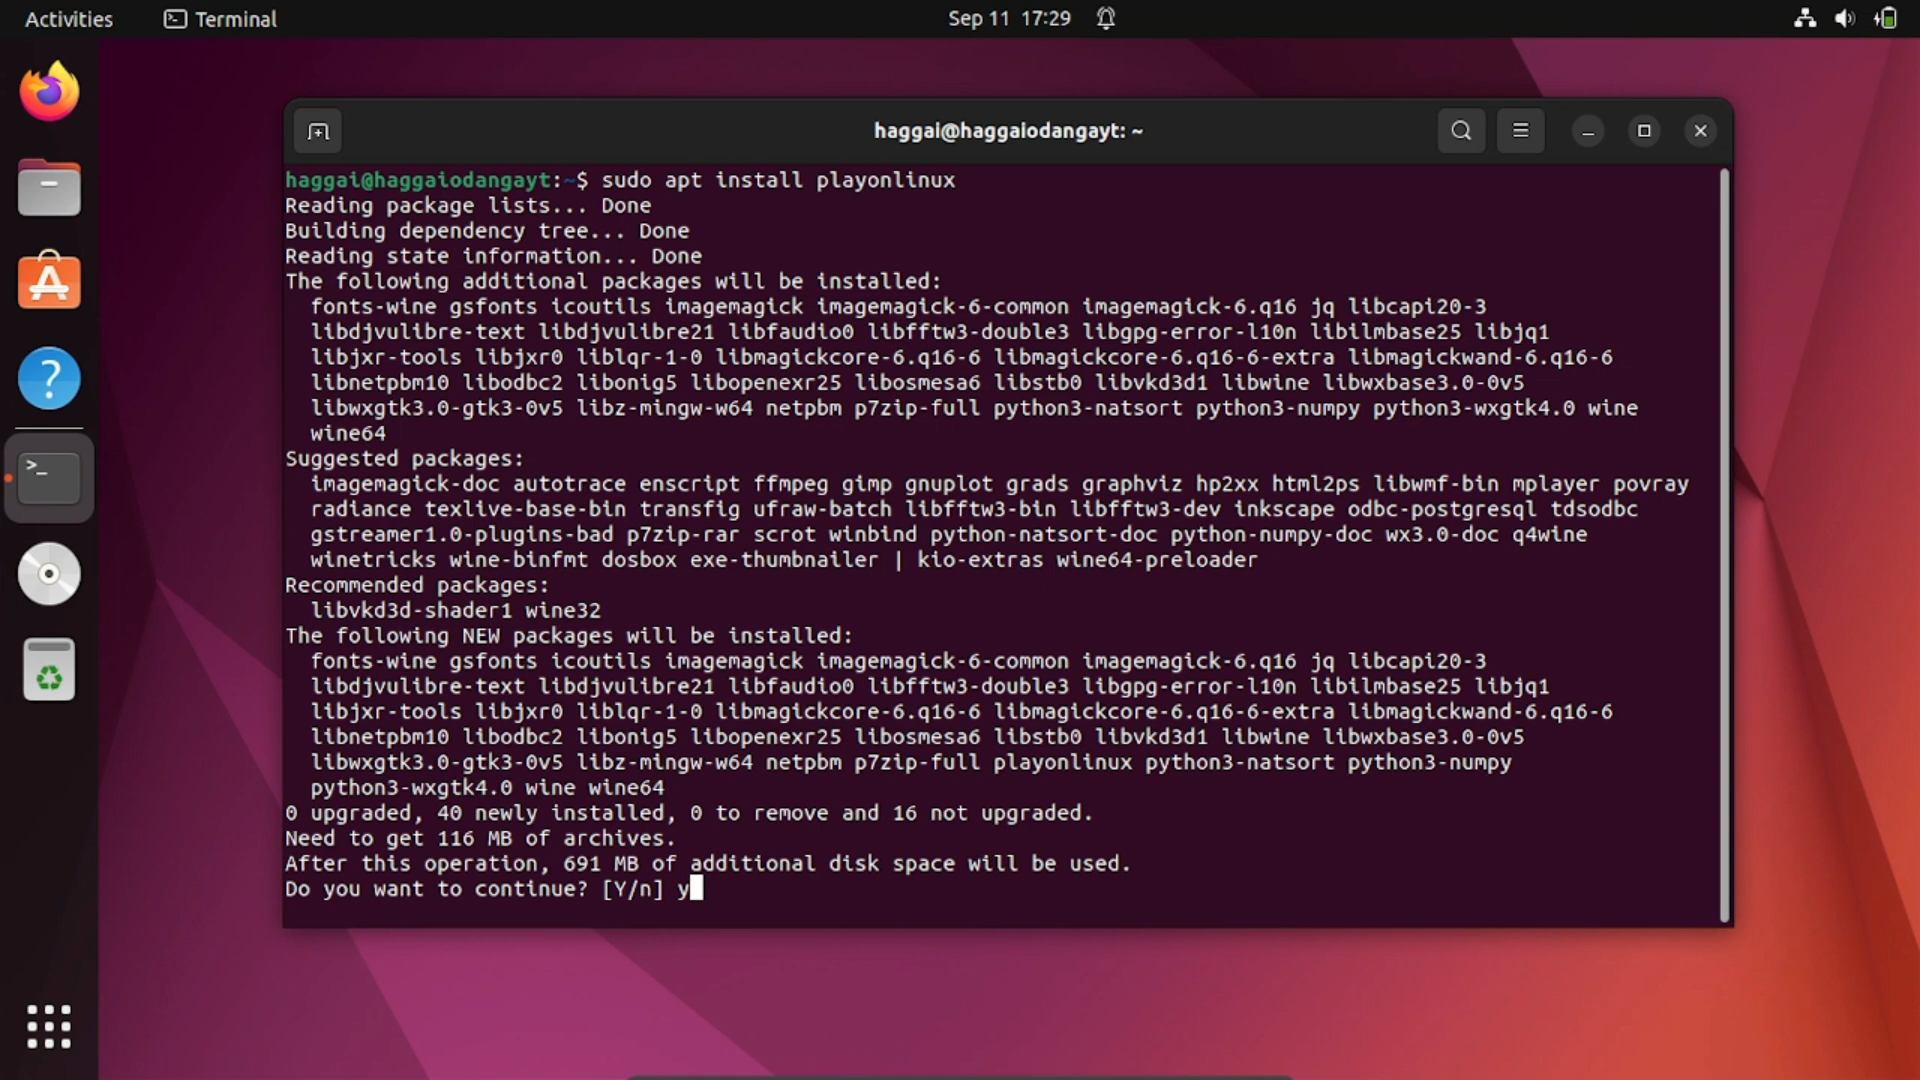 Activities
Terminal
Sep 11 17:29
haggai@haggaiodangayt: ~
haggai@haggaiodangayt:~$ sudo apt install playonlinux
Reading package lists... Done
Building dependency tree... Done
Reading state information... Done
The following additional packages will be installed:
fonts-wine gsfonts icoutils imagemagick imagemagick-6-common imagemagick-6.q16 jq libcapi20-3
libdjvulibre-text libdjvulibre21 libfaudio0 libfftw3-double3 libgpg-error-l10n libilmbase25 libjq1
libjxr-tools libjxr0 liblqr-1-0 libmagickcore-6.q16-6 libmagickcore-6.q16-6-extra libmagickwand-6.q16-6
libnetpbm10 libodbc2 libonig5 libopenexr25 libosmesa6 libstb0 libvkd3d1 libwine libwxbase3.0-0v5
libwxgtk3.0-gtk3-0v5 libz-mingw-w64 netpbm p7zip-full python3-natsort python3-numpy python3-wxgtk4.0 wine
wine64
Suggested packages:
imagemagick-doc autotrace enscript ffmpeg gimp gnuplot grads graphviz hp2xx html2ps libwmf-bin mplayer povray
radiance texlive-base-bin transfig ufraw-batch libfftw3-bin libfftw3-dev inkscape odbc-postgresql tdsodbc
gstreamer1.0-plugins-bad p7zip-rar scrot winbind python-natsort-doc python-numpy-doc wx3.0-doc q4wine
winetricks wine-binfmt dosbox exe-thumbnailer | kio-extras wine64-preloader
Recommended packages:
libvkd3d-shader1 wine32
The following NEW packages will be installed:
fonts-wine gsfonts icoutils imagemagick imagemagick-6-common imagemagick-6.q16 jq libcapi20-3
libdjvulibre-text libdjvulibre21 libfaudio0 libfftw3-double3 libgpg-error-l10n libilmbase25 libjq1
libjxr-tools libjxr0 liblqr-1-0 libmagickcore-6.q16-6 libmagickcore-6.q16-6-extra libmagickwand-6.q16-6
libnetpbm10 libodbc2 libonig5 libopenexr25 libosmesa6 libstb0 libvkd3d1 libwine libwxbase3.0-0v5
libwxgtk3.0-gtk3-0v5 libz-mingw-w64 netpbm p7zip-full playonlinux python3-natsort python3-numpy
python3-wxgtk4.0 wine wine64
0 upgraded, 40 newly installed, 0 to remove and 16 not upgraded.
Need to get 116 MB of archives.
After this operation, 691 MB of additional disk space will be used.
Do you want to continue? [Y/n] y